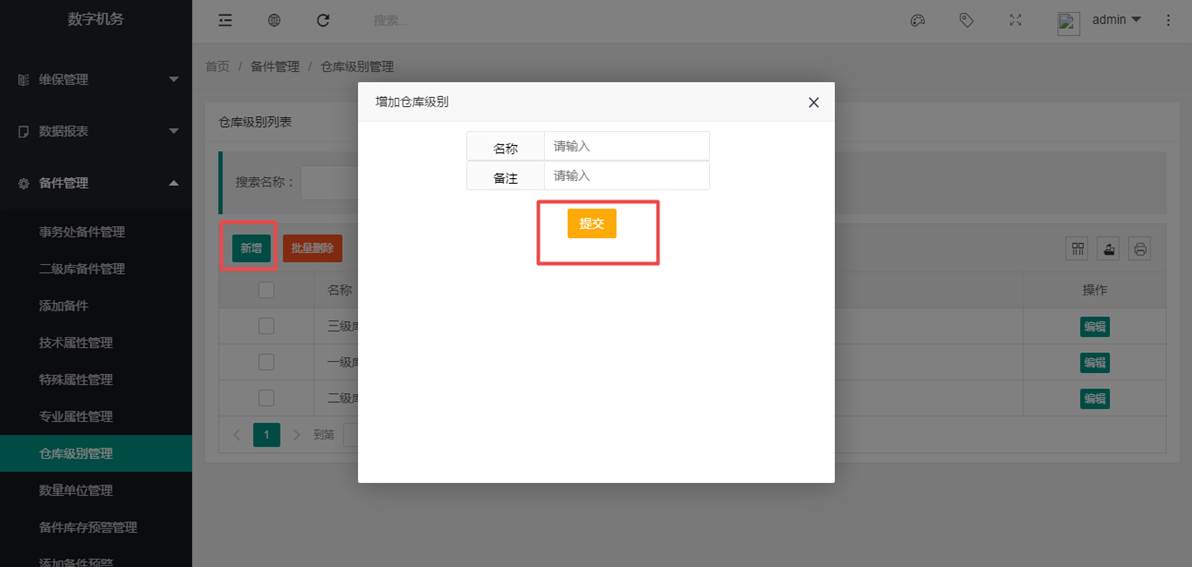 数字机务
搜索...
admin
维保管理
数据报表
备件管理
事务处备件管理
二级库备件管理
添加备件
技术属性管理
特殊属性管理
专业属性管理
仓库级别管理
数量单位管理
备件库存预警管理
添加备件预警
首页 / 备件管理 / 仓库级别管理
仓库级别列表
搜索名称：
新增 批量删除
名称 操作
三级库 编辑
一级库 编辑
二级库 编辑
1 到第
增加仓库级别
名称 请输入
备注 请输入
提交